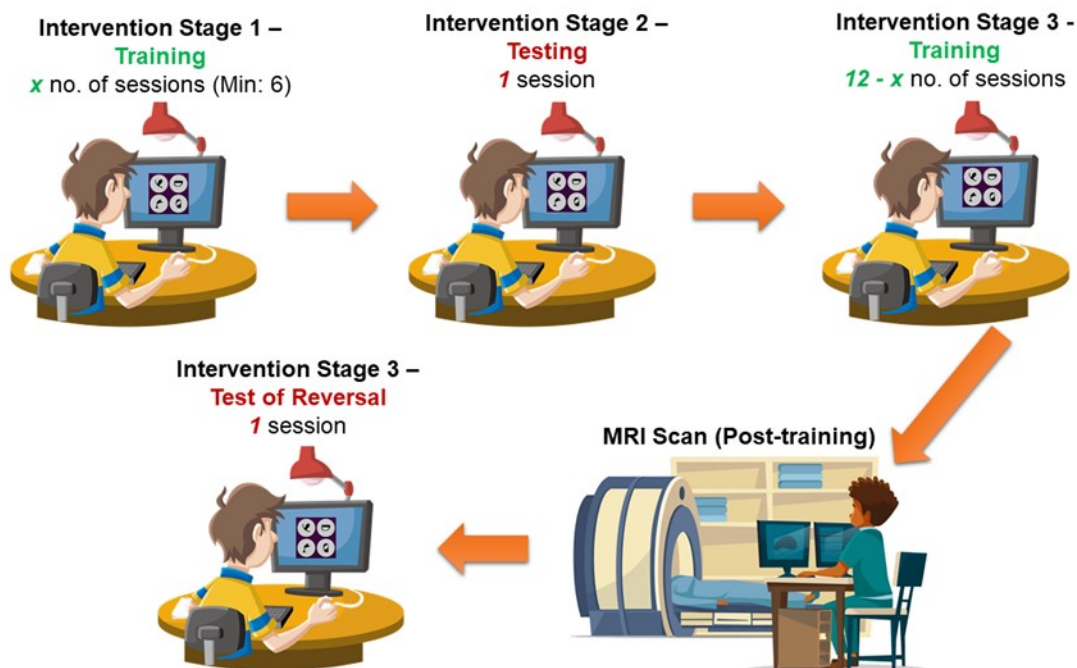 Intervention Stage 1 –
Training
x no. of sessions (Min: 6)
Intervention Stage 2 –
Testing
1 session
Intervention Stage 3 -
Training
12 - x no. of sessions
Intervention Stage 3 –
Test of Reversal
1 session
MRI Scan (Post-training)